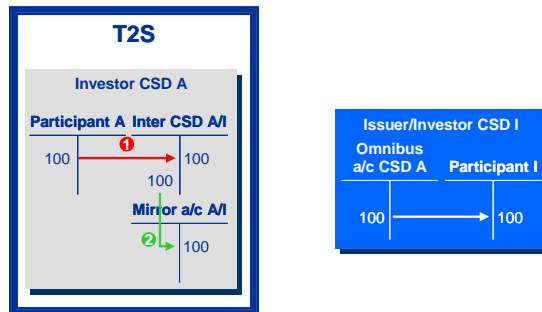 T2S
Investor CSD A
Participant A Inter CSD A/I
1
100 100
100
Mirror a/c A/I
2
100
Issuer/Investor CSD I
Omnibus
a/c CSD A Participant I
100 100